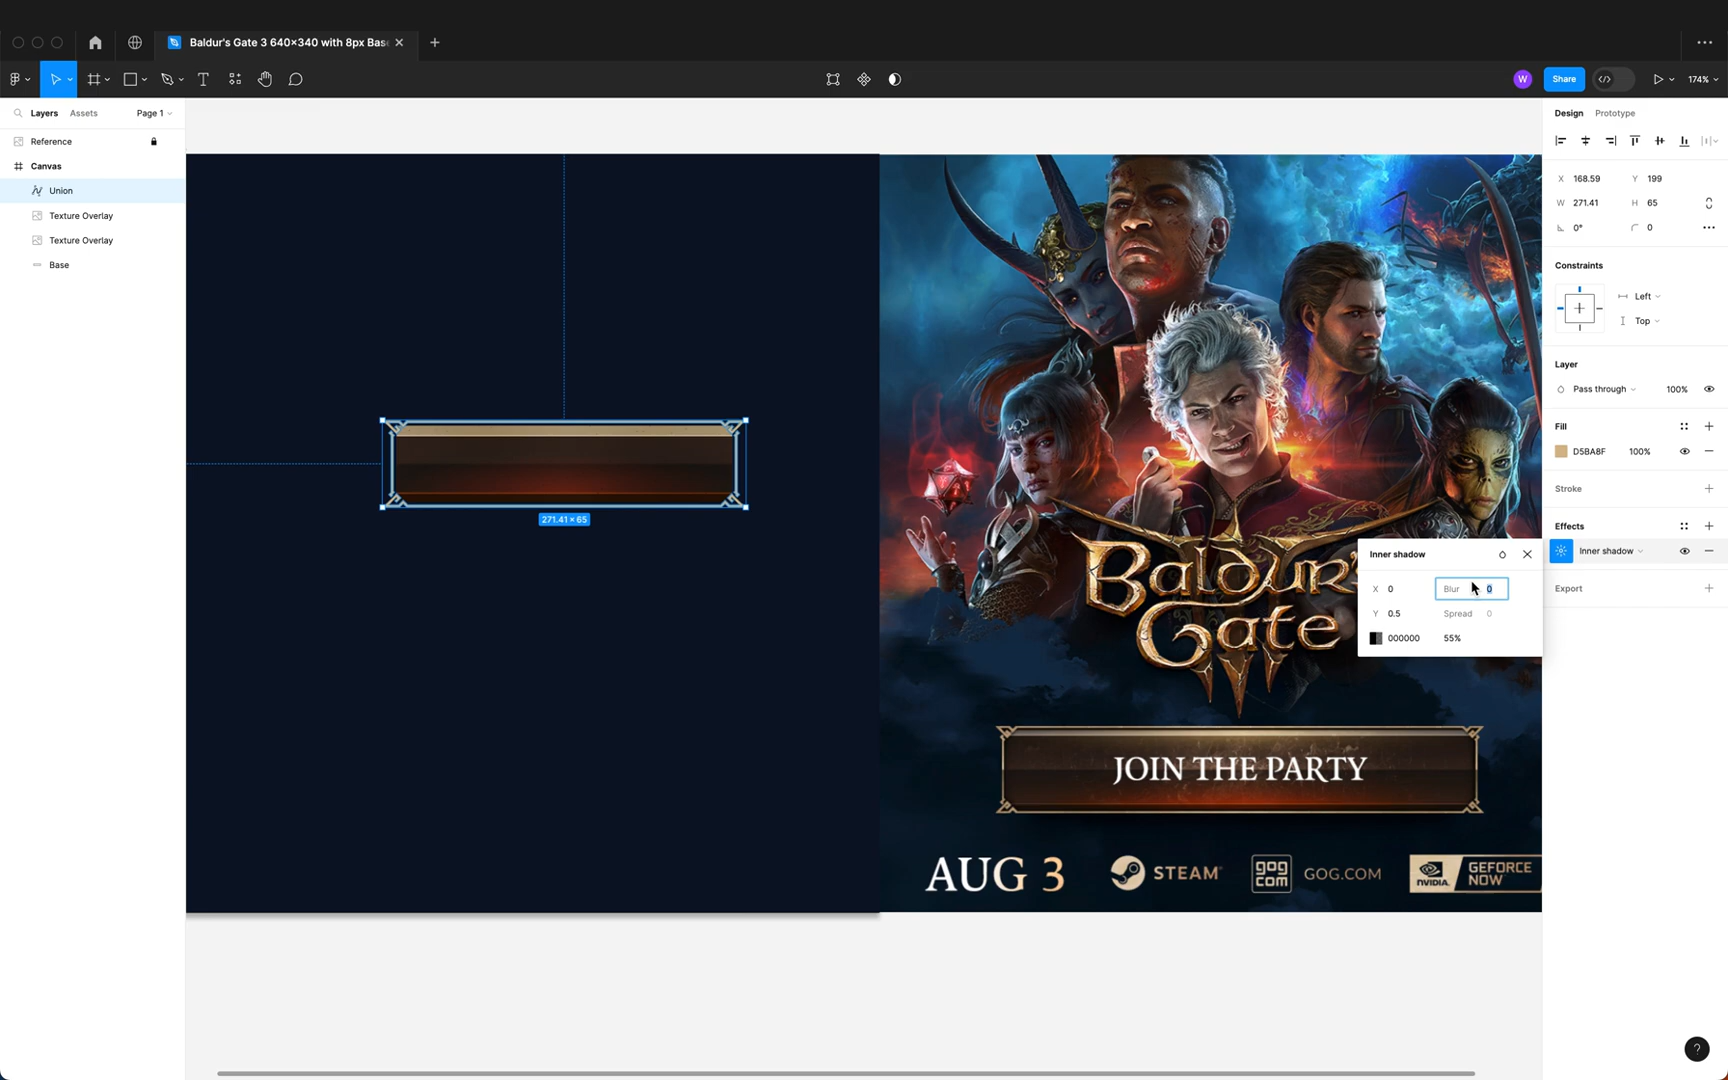 Baldur's Gate 3 640×340 with 8px Bas
Share
174%
W
Layers
Assets
Page 1
Reference
Canvas
Union
Texture Overlay
Texture Overlay
Base
271.41 × 65
Baldur's
Gate
JOIN THE PARTY
AUG 3
STEAM
gog
com
GOG.COM
NVIDIA.
GEFORCE
NOW
Inner shadow
X 0
Blur 0
Y 0.5
Spread 0
000000 55%
Design
Prototype
X 168.59 Y 199
W 271.41 H 65
0° 0
Constraints
Left
Top
Layer
Pass through 100%
Fill
D5BA8F 100%
Stroke
Effects
Inner shadow
Export
?